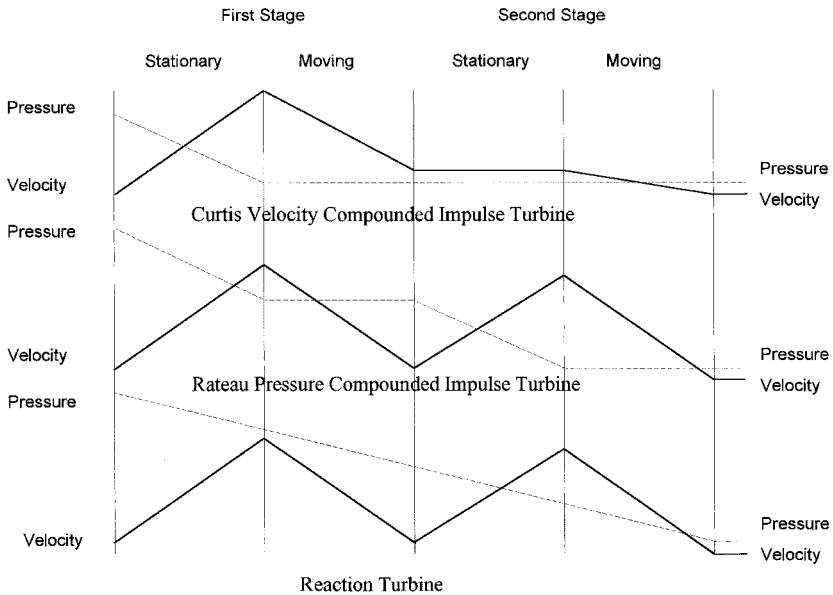 First Stage Second Stage
Stationary Moving Stationary Moving
Pressure
Velocity
Pressure
Velocity
Curtis Velocity Compounded Impulse Turbine
Pressure
Velocity
Pressure
Velocity
Rateau Pressure Compounded Impulse Turbine
Pressure
Velocity
Pressure
Velocity
Reaction Turbine